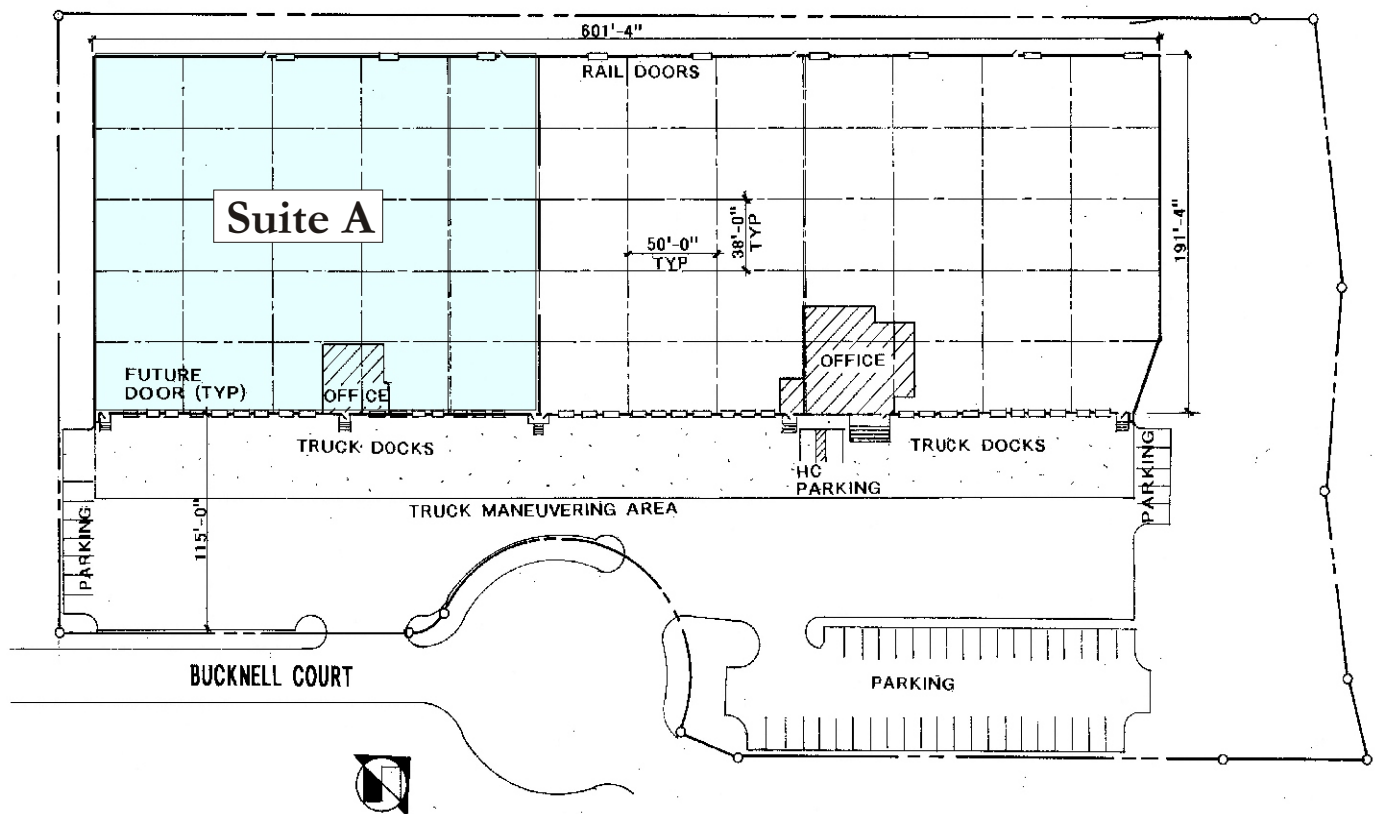 601'-4"
RAIL DOORS
Suite A
50'-0"
TYP
38'-0"
TYP
191'-4"
FUTURE
DOOR (TYP)
OFFICE
OFFICE
TRUCK DOCKS
TRUCK DOCKS
HC
PARKING
PARKING
TRUCK MANEUVERING AREA
PARKING
115'-0"
BUCKNELL COURT
PARKING